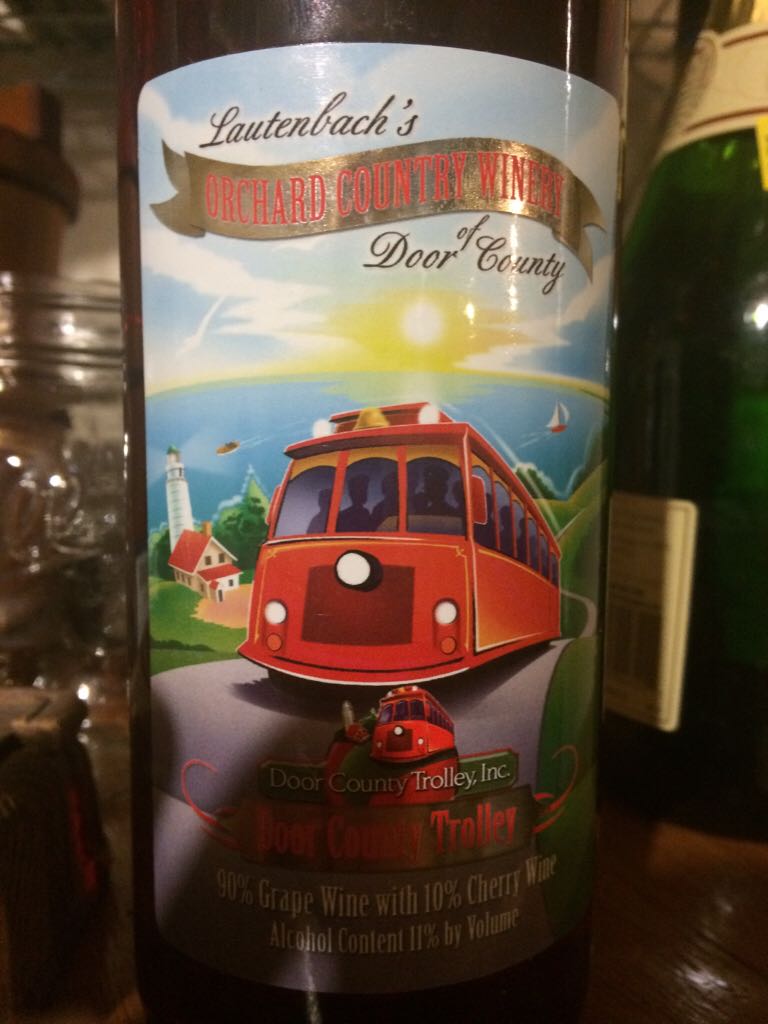 Lautenbach's
ORCHARD COUNTRY WINERY
of
Door County
Door County Trolley, Inc.
Door County Trolley
90% Grape Wine with 10% Cherry Wine
Alcohol Content 11% by Volume